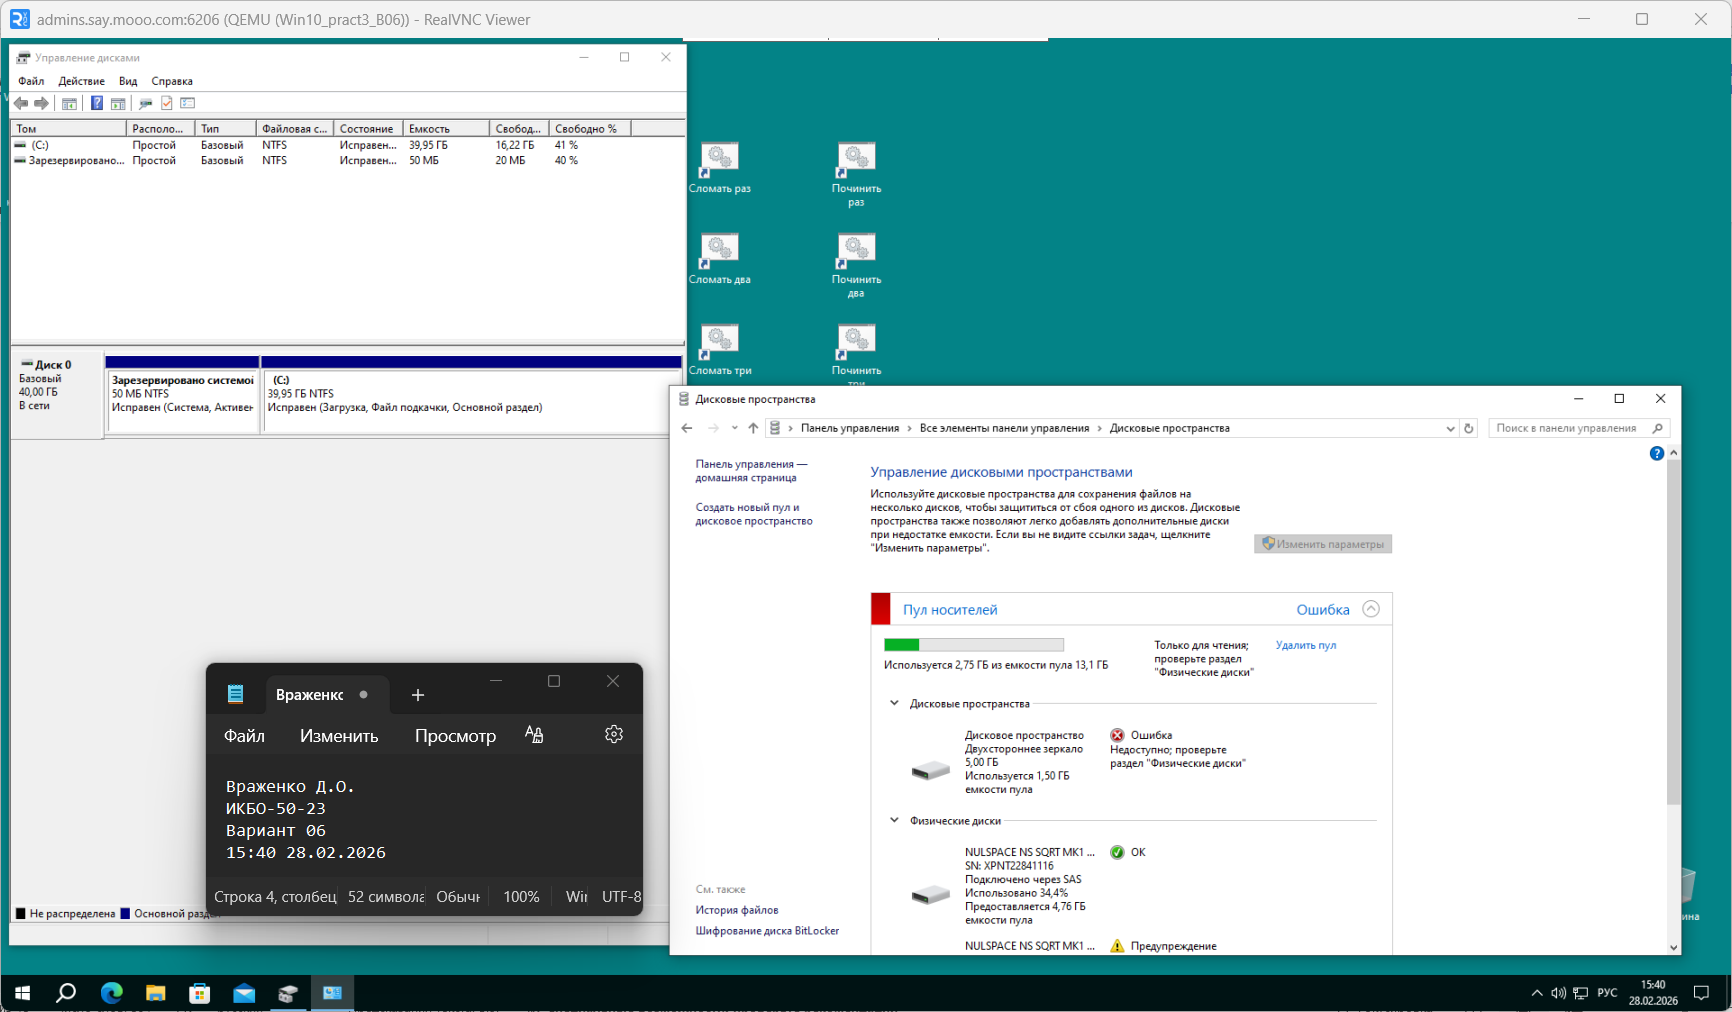 admins.say.mooo.com:6206 (QEMU (Win10_pract3_B06)) - RealVNC Viewer
Управление дисками
Файл Действие Вид Справка
Том Располо... Тип Файловая с... Состояние Емкость Свобод... Свободно %
(C:) Простой Базовый NTFS Исправен... 39,95 ГБ 16,22 ГБ 41 %
Зарезервировано... Простой Базовый NTFS Исправен... 50 МБ 20 МБ 40 %
Диск 0
Базовый
40,00 ГБ
В сети
Зарезервировано системой
50 МБ NTFS
Исправен (Система, Активен
(C:)
39,95 ГБ NTFS
Исправен (Загрузка, Файл подкачки, Основной раздел)
Не распределена Основной раздел
Сломать раз
Починить
раз
Сломать два
Починить
два
Сломать три
Починить
три
Дисковые пространства
Панель управления Все элементы панели управления Дисковые пространства
Поиск в панели управления
Панель управления —
домашняя страница
Создать новый пул и
дисковое пространство
См. также
История файлов
Шифрование диска BitLocker
Управление дисковыми пространствами
Используйте дисковые пространства для сохранения файлов на
несколько дисков, чтобы защититься от сбоя одного из дисков. Дисковые
пространства также позволяют легко добавлять дополнительные диски
при недостатке емкости. Если вы не видите ссылки задач, щелкните
"Изменить параметры".
Изменить параметры
Пул носителей
Ошибка
Используется 2,75 ГБ из емкости пула 13,1 ГБ
Только для чтения;
проверьте раздел
"Физические диски"
Удалить пул
Дисковые пространства
Дисковое пространство
Двухстороннее зеркало
5,00 ГБ
Используется 1,50 ГБ
емкости пула
Ошибка
Недоступно; проверьте
раздел "Физические диски"
Физические диски
NULSPACE NS SQRT MK1 ...
SN: XPNT22841116
Подключено через SAS
Использовано 34,4%
Предоставляется 4,76 ГБ
емкости пула
OK
NULSPACE NS SQRT MK1 ...
Предупреждение
Враженко
Файл Изменить Просмотр
Враженко Д.О.
ИКБО-50-23
Вариант 06
15:40 28.02.2026
Строка 4, столбец 52 символа Обычн 100% Wir UTF-8
РУС
15:40
28.02.2026